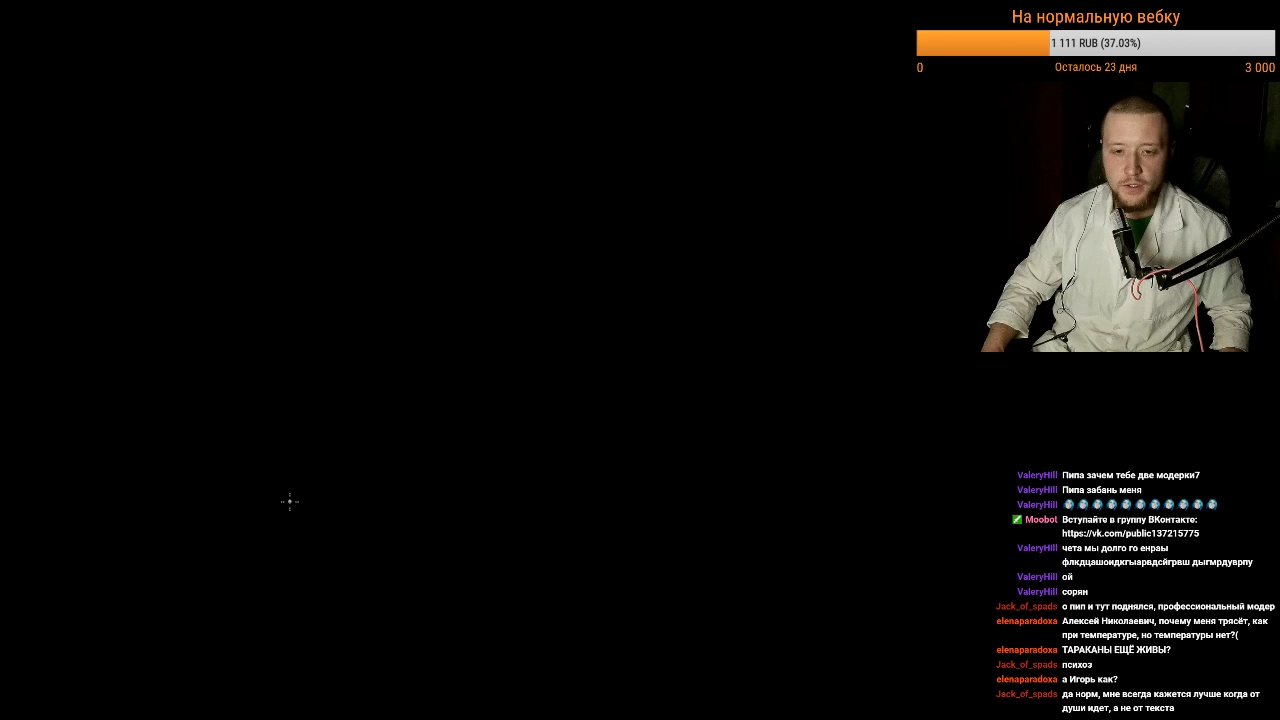 На нормальную вебку
1 111 RUB (37.03%)
0 Осталось 23 дня 3 000
ValeryHill Пипа зачем тебе две модерки7
ValeryHill Пипа забань меня
ValeryHill
Moobot Вступайте в группу ВКонтакте:
https://vk.com/public137215775
ValeryHill чета мы долго го енраы
флкдцашоидкгыарвдсйгрвш дыгмрдуврпу
ValeryHill ой
ValeryHill сорян
Jack_of_spads о пип и тут поднялся, профессиональный модер
elenaparadoxa Алексей Николаевич, почему меня трясёт, как
при температуре, но температуры нет?(
elenaparadoxa ТАРАКАНЫ ЕЩЁ ЖИВЫ?
Jack_of_spads психоз
elenaparadoxa а Игорь как?
Jack_of_spads да норм, мне всегда кажется лучше когда от
души идет, а не от текста